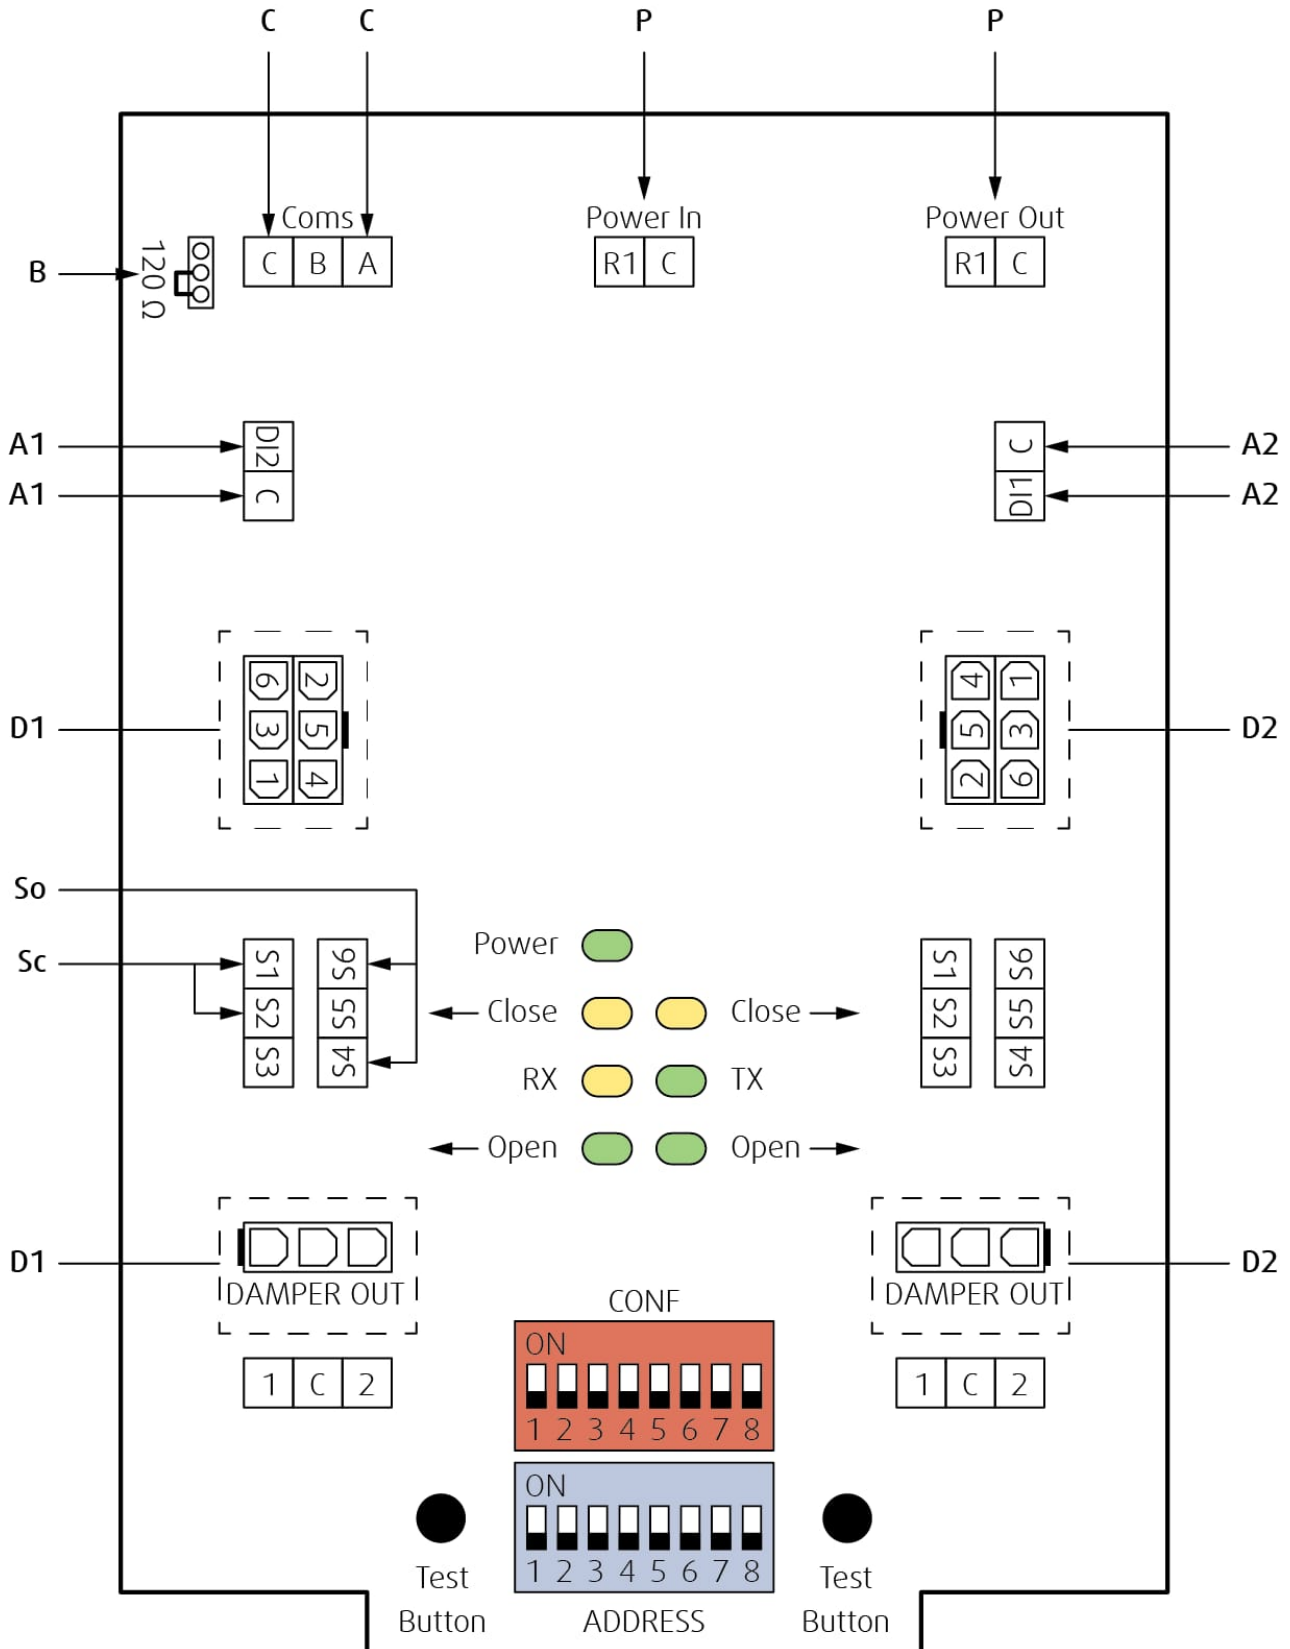 C C P P
Coms Power In Power Out
B 120 Ω C B A R1 C R1 C
A1 DI2 C A2
A1 C DI1 A2
6 2 4 1
D1 3 5 5 3 D2
1 4 2 6
So
Power
Sc S1 S6 S1 S6
Close Close
S2 S5 S2 S5
S3 S4 S3 S4
RX TX
Open Open
D1 D2
DAMPER OUT DAMPER OUT
CONF
ON
1 C 2 1 C 2
1 2 3 4 5 6 7 8
ON
1 2 3 4 5 6 7 8
Test Test
Button ADDRESS Button